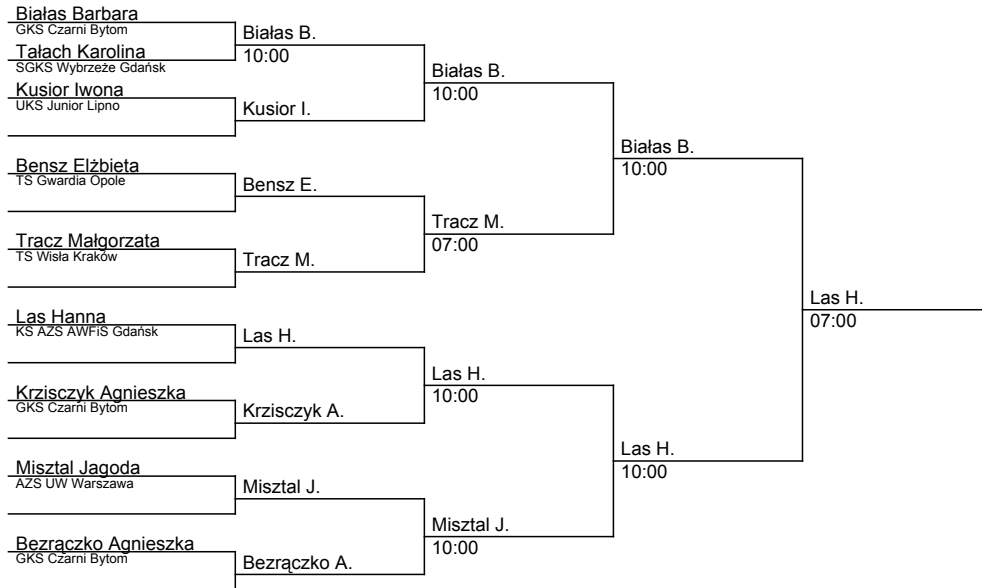 Białas Barbara
GKS Czarni Bytom
Tałach Karolina
SGKS Wybrzeże Gdańsk
Kusior Iwona
UKS Junior Lipno
Bensz Elżbieta
TS Gwardia Opole
Tracz Małgorzata
TS Wisła Kraków
Las Hanna
KS AZS AWFiS Gdańsk
Krzisczyk Agnieszka
GKS Czarni Bytom
Misztal Jagoda
AZS UW Warszawa
Bezrączko Agnieszka
GKS Czarni Bytom
Białas B.
10:00
Kusior I.
Bensz E.
Tracz M.
Las H.
Krzisczyk A.
Misztal J.
Bezrączko A.
Białas B.
10:00
Tracz M.
07:00
Las H.
10:00
Misztal J.
10:00
Białas B.
10:00
Las H.
10:00
Las H.
07:00